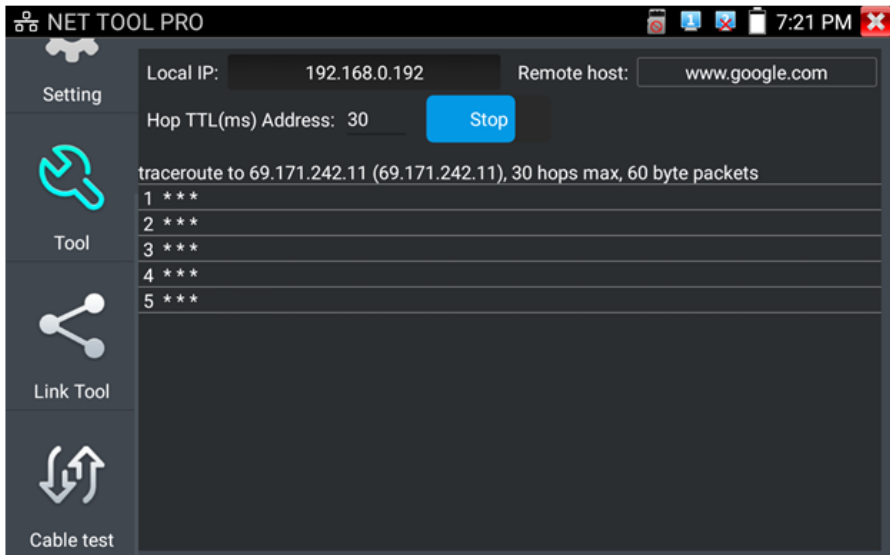 NET TOOL PRO 1 7:21 PM
Setting
Tool
Link Tool
Cable test
Local IP: 192.168.0.192 Remote host: www.google.com
Hop TTL(ms) Address: 30 Stop
traceroute to 69.171.242.11 (69.171.242.11), 30 hops max, 60 byte packets
1 * * *
2 * * *
3 * * *
4 * * *
5 * * *